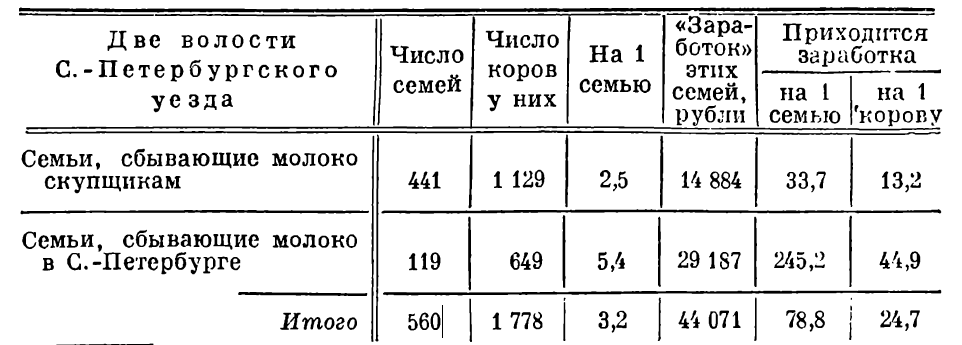 Две волости С.-Петербургского уезда | Число семей | Число коров у них | На 1 семью | «Зара-боток» этих семей, рубли | Приходится заработка на 1 семью | Приходится заработка на 1 корову
Семьи, сбывающие молоко скупщикам | 441 | 1 129 | 2,5 | 14 884 | 33,7 | 13,2
Семьи, сбывающие молоко в С.-Петербурге | 119 | 649 | 5,4 | 29 187 | 245,2 | 44,9
Итого | 560 | 1 778 | 3,2 | 44 071 | 78,8 | 24,7